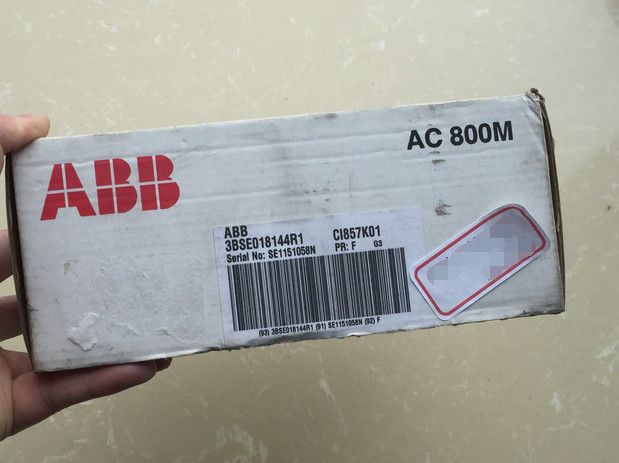 ABB
AC 800M
ABB
3BSE018144R1 CI857K01
Serial No: SE1151058N PR: F G3
(93) 3BSE018144R1 (91) SE1151058N (92) F